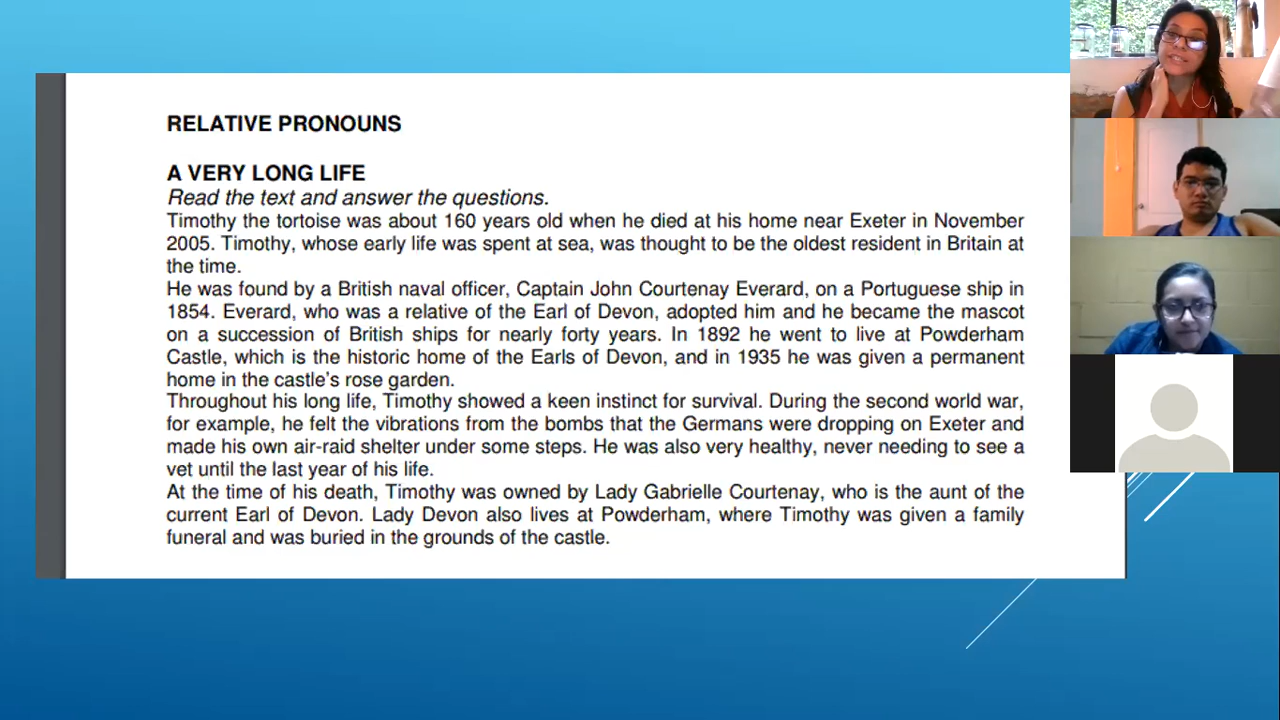 RELATIVE PRONOUNS
A VERY LONG LIFE
Read the text and answer the questions.
Timothy the tortoise was about 160 years old when he died at his home near Exeter in November
2005. Timothy, whose early life was spent at sea, was thought to be the oldest resident in Britain at
the time.
He was found by a British naval officer, Captain John Courtenay Everard, on a Portuguese ship in
1854. Everard, who was a relative of the Earl of Devon, adopted him and he became the mascot
on a succession of British ships for nearly forty years. In 1892 he went to live at Powderham
Castle, which is the historic home of the Earls of Devon, and in 1935 he was given a permanent
home in the castle's rose garden.
Throughout his long life, Timothy showed a keen instinct for survival. During the second world war,
for example, he felt the vibrations from the bombs that the Germans were dropping on Exeter and
made his own air-raid shelter under some steps. He was also very healthy, never needing to see a
vet until the last year of his life.
At the time of his death, Timothy was owned by Lady Gabrielle Courtenay, who is the aunt of the
current Earl of Devon. Lady Devon also lives at Powderham, where Timothy was given a family
funeral and was buried in the grounds of the castle.